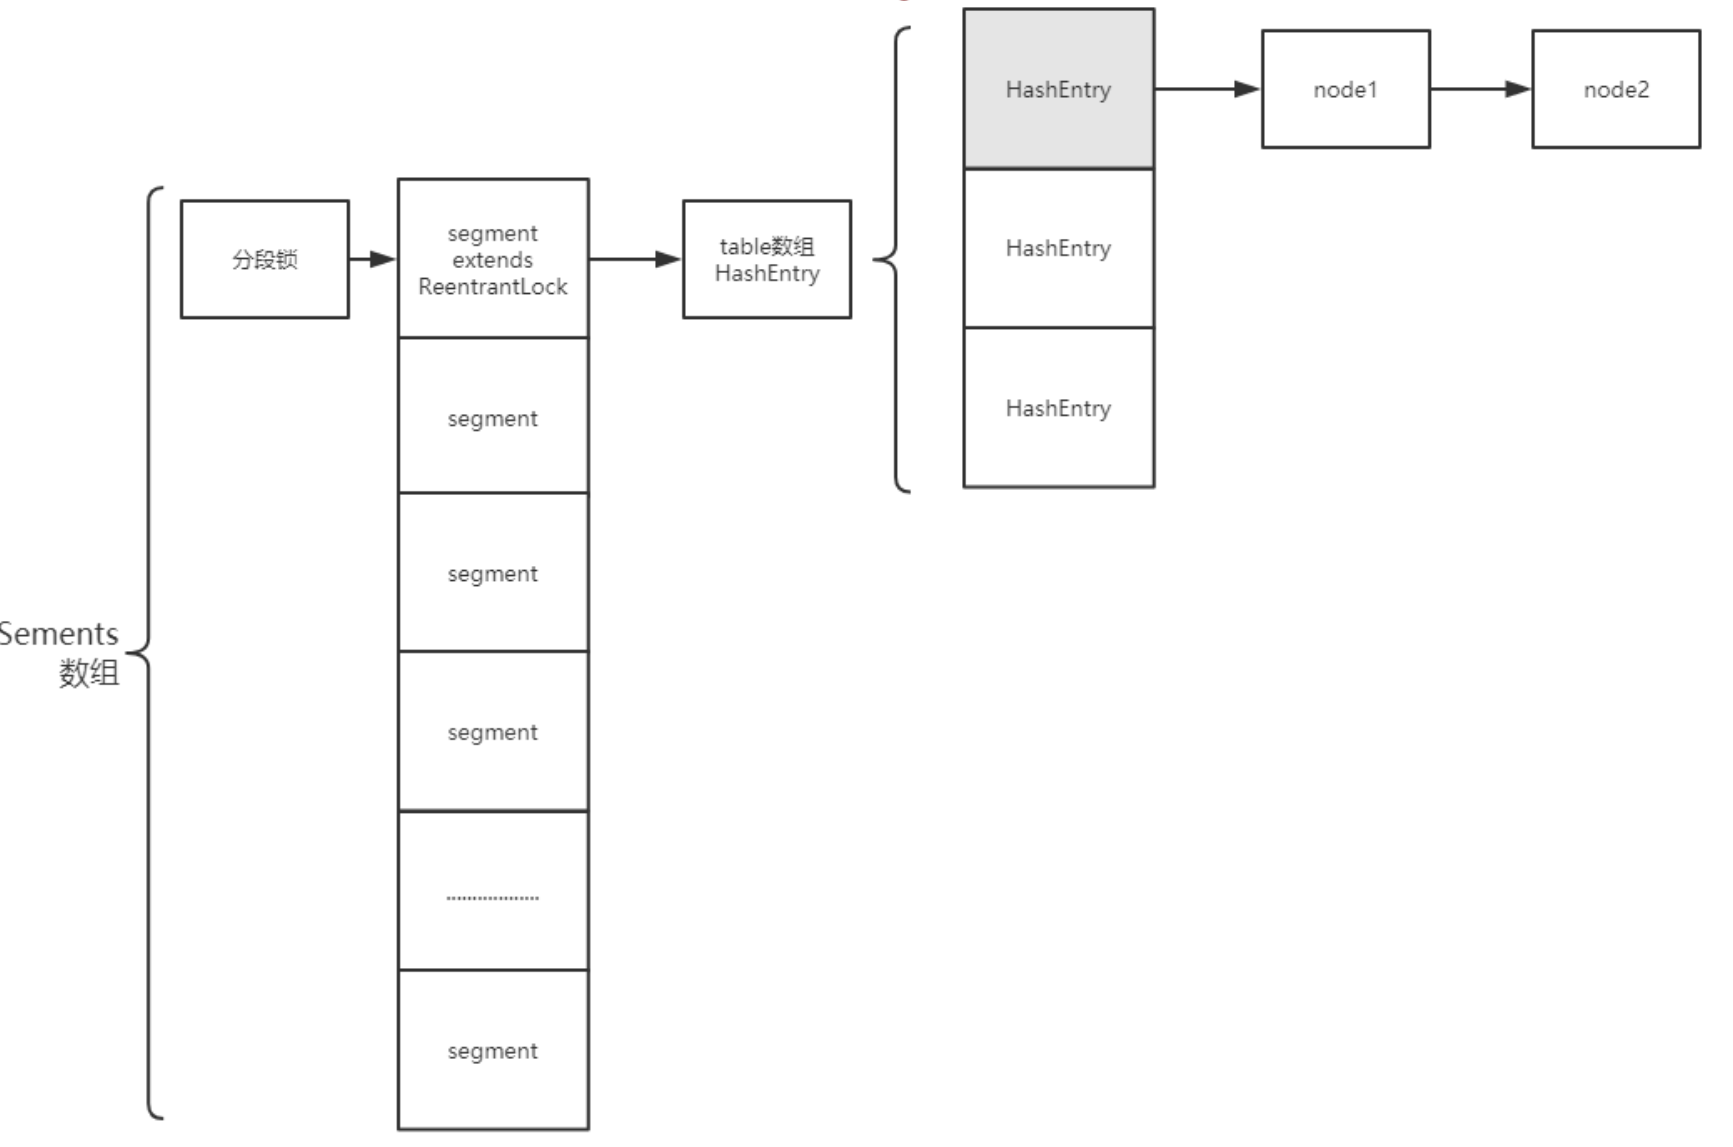 Sements
数组
分段锁
segment
extends
ReentrantLock
segment
segment
segment
..................
segment
table数组
HashEntry
HashEntry
HashEntry
HashEntry
node1
node2